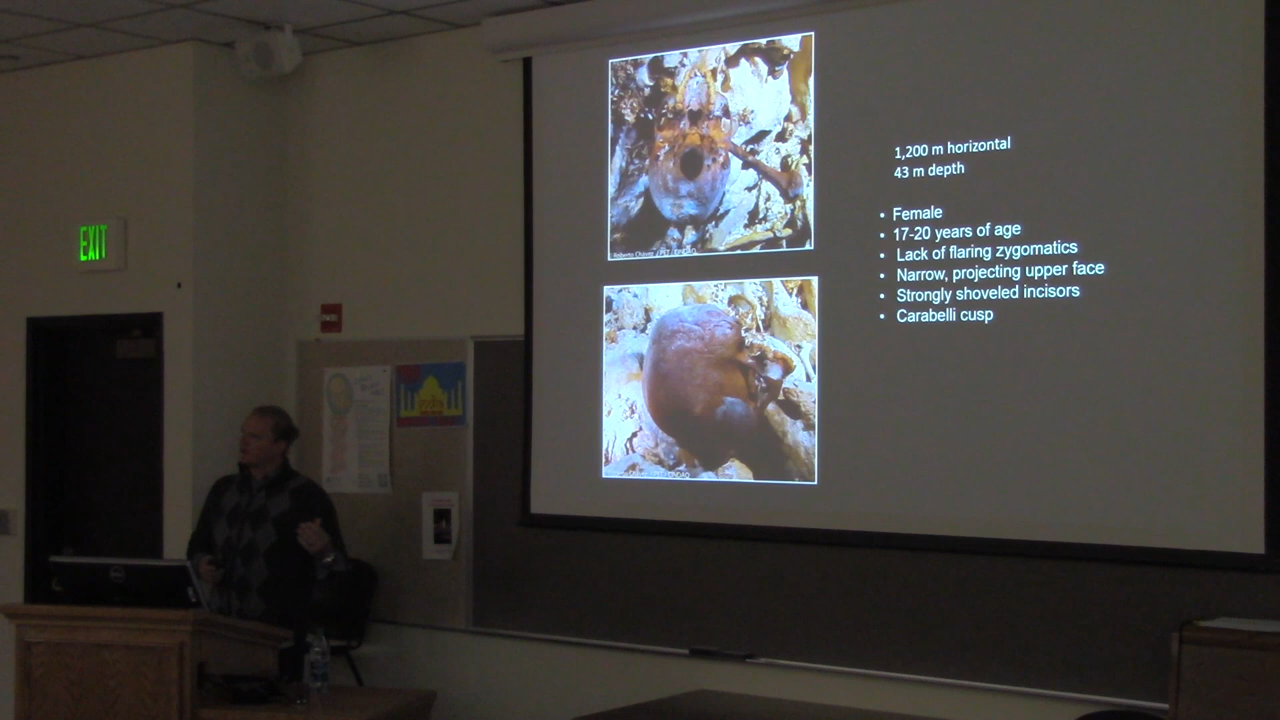 EXIT
1,200 m horizontal
43 m depth
• Female
• 17-20 years of age
• Lack of flaring zygomatics
• Narrow, projecting upper face
• Strongly shoveled incisors
• Carabelli cusp